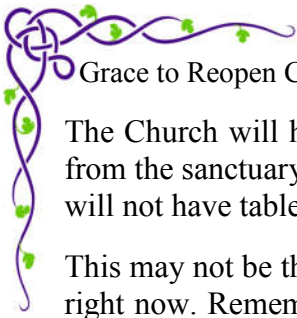 Grace to Reopen
The Church will
from the sanctuary
will not have table
This may not be
right now. Remem